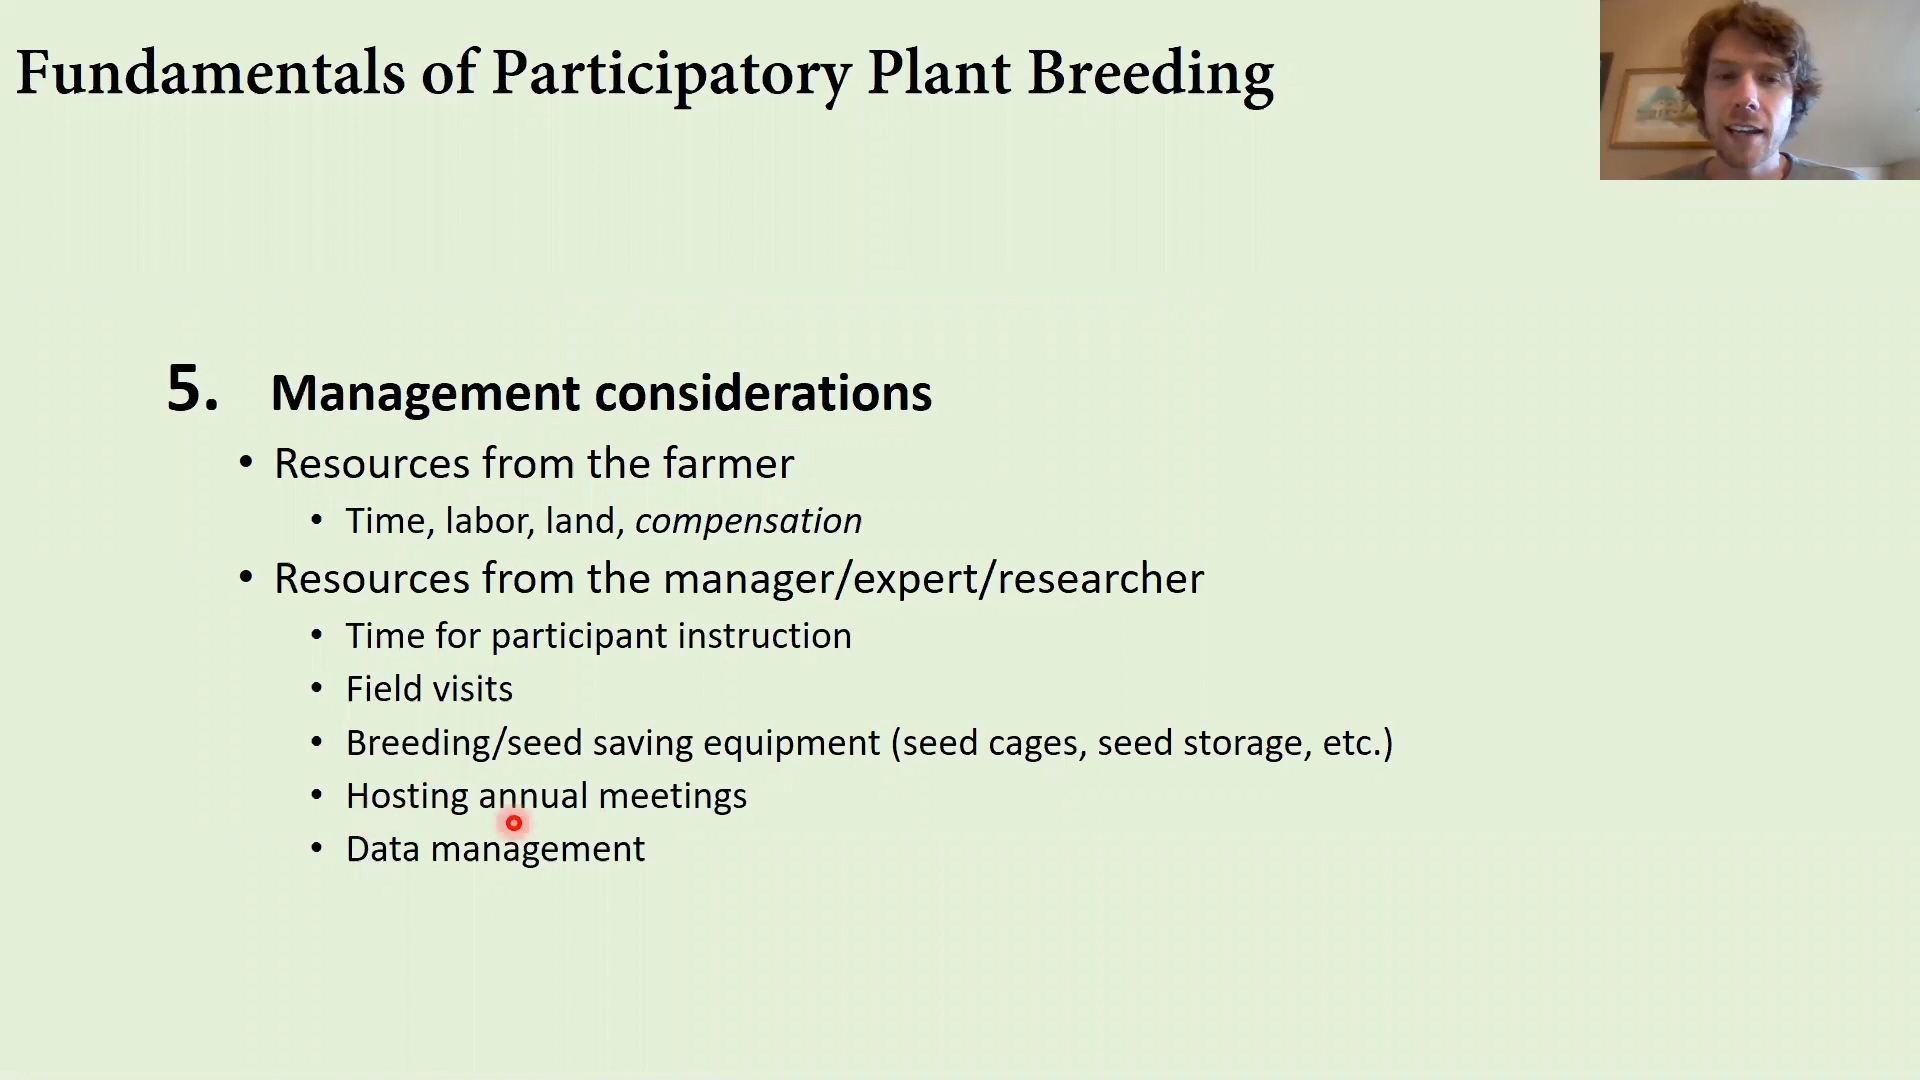 Fundamentals of Participatory Plant Breeding
5. Management considerations
• Resources from the farmer
• Time, labor, land, compensation
• Resources from the manager/expert/researcher
• Time for participant instruction
• Field visits
• Breeding/seed saving equipment (seed cages, seed storage, etc.)
• Hosting annual meetings
• Data management